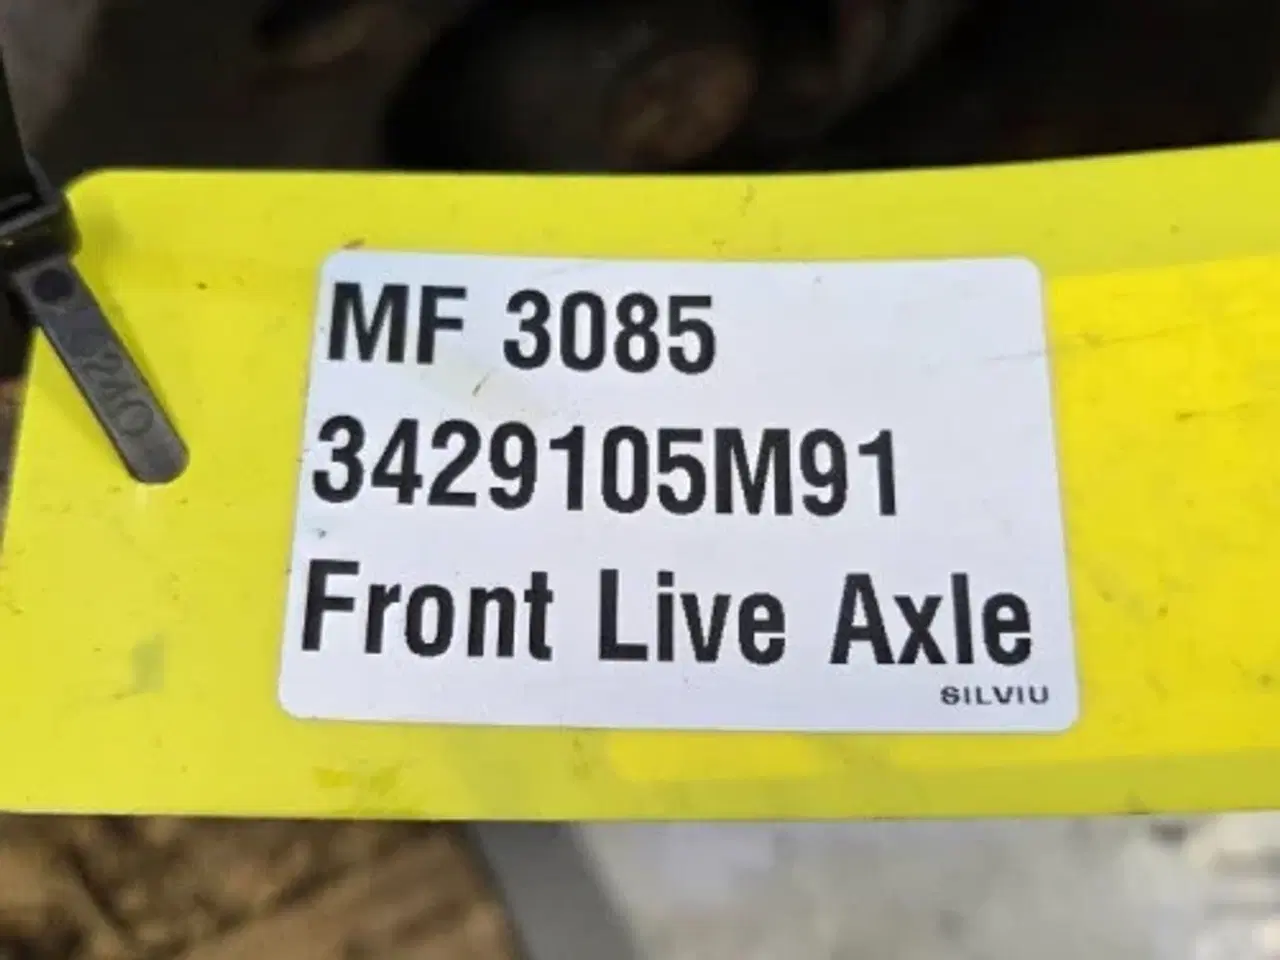 MF 3085
3429105M91
Front Live Axle
SILVIU